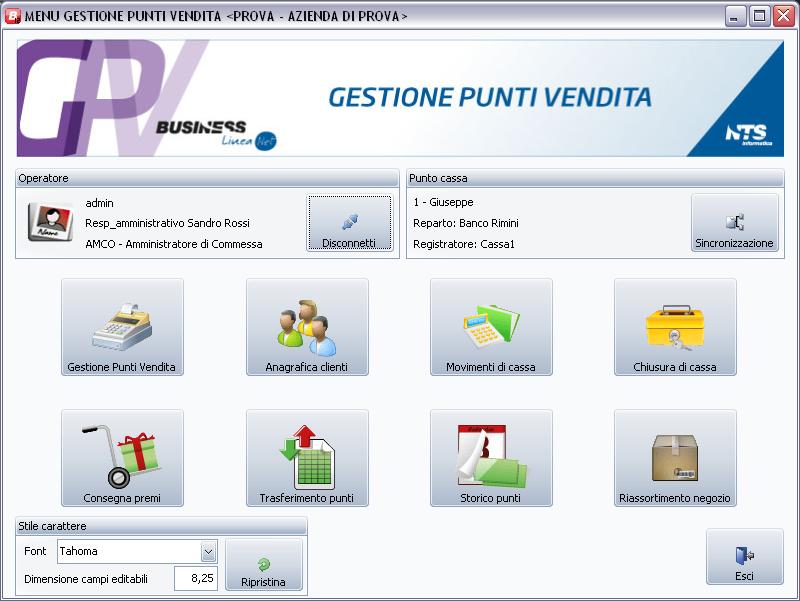 MENU GESTIONE PUNTI VENDITA <PROVA - AZIENDA DI PROVA>
GPV
BUSINESS
Linea Net
GESTIONE PUNTI VENDITA
NTS
Informatica
Operatore
admin
Resp_amministrativo Sandro Rossi
AMCO - Amministratore di Commessa
Name
Disconnetti
Punto cassa
1 - Giuseppe
Reparto: Banco Rimini
Registratore: Cassa1
Sincronizzazione
Gestione Punti Vendita
Anagrafica clienti
Movimenti di cassa
Chiusura di cassa
Consegna premi
Trasferimento punti
Storico punti
Riassortimento negozio
Stile carattere
Font Tahoma
Dimensione campi editabili 8,25
Ripristina
Esci